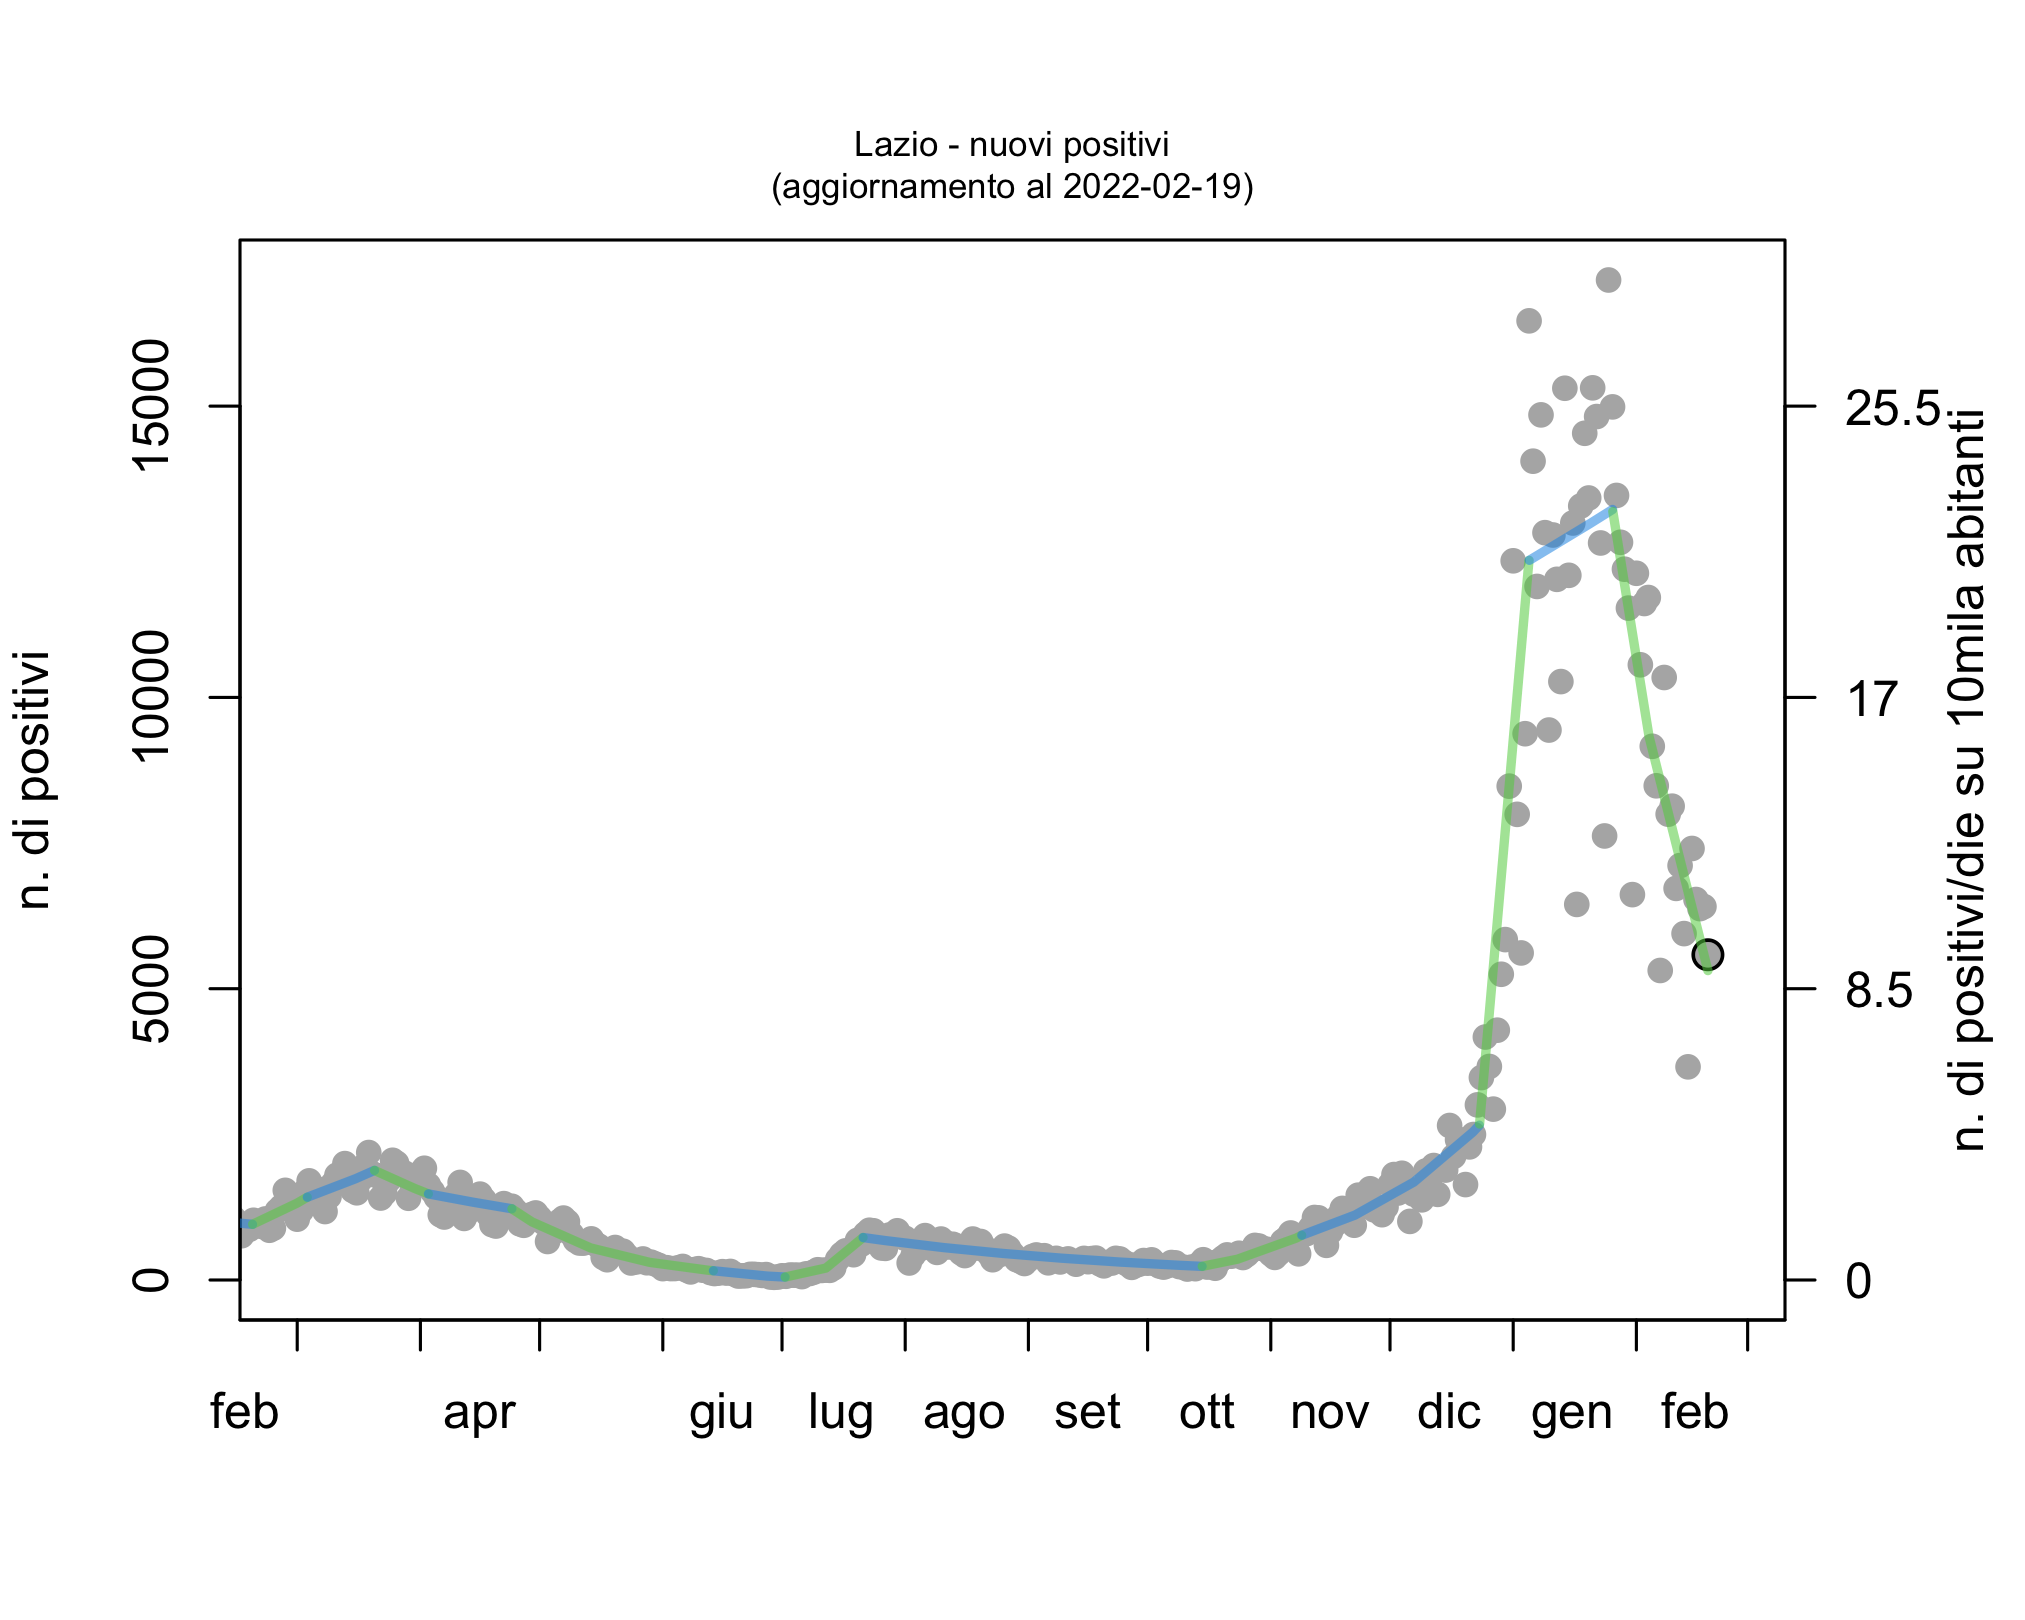 Lazio - nuovi positivi
(aggiornamento al 2022-02-19)
n. di positivi
15000
10000
5000
0
25.5
17
8.5
0
n. di positivi/die su 10mila abitanti
feb apr giu lug ago set ott nov dic gen feb